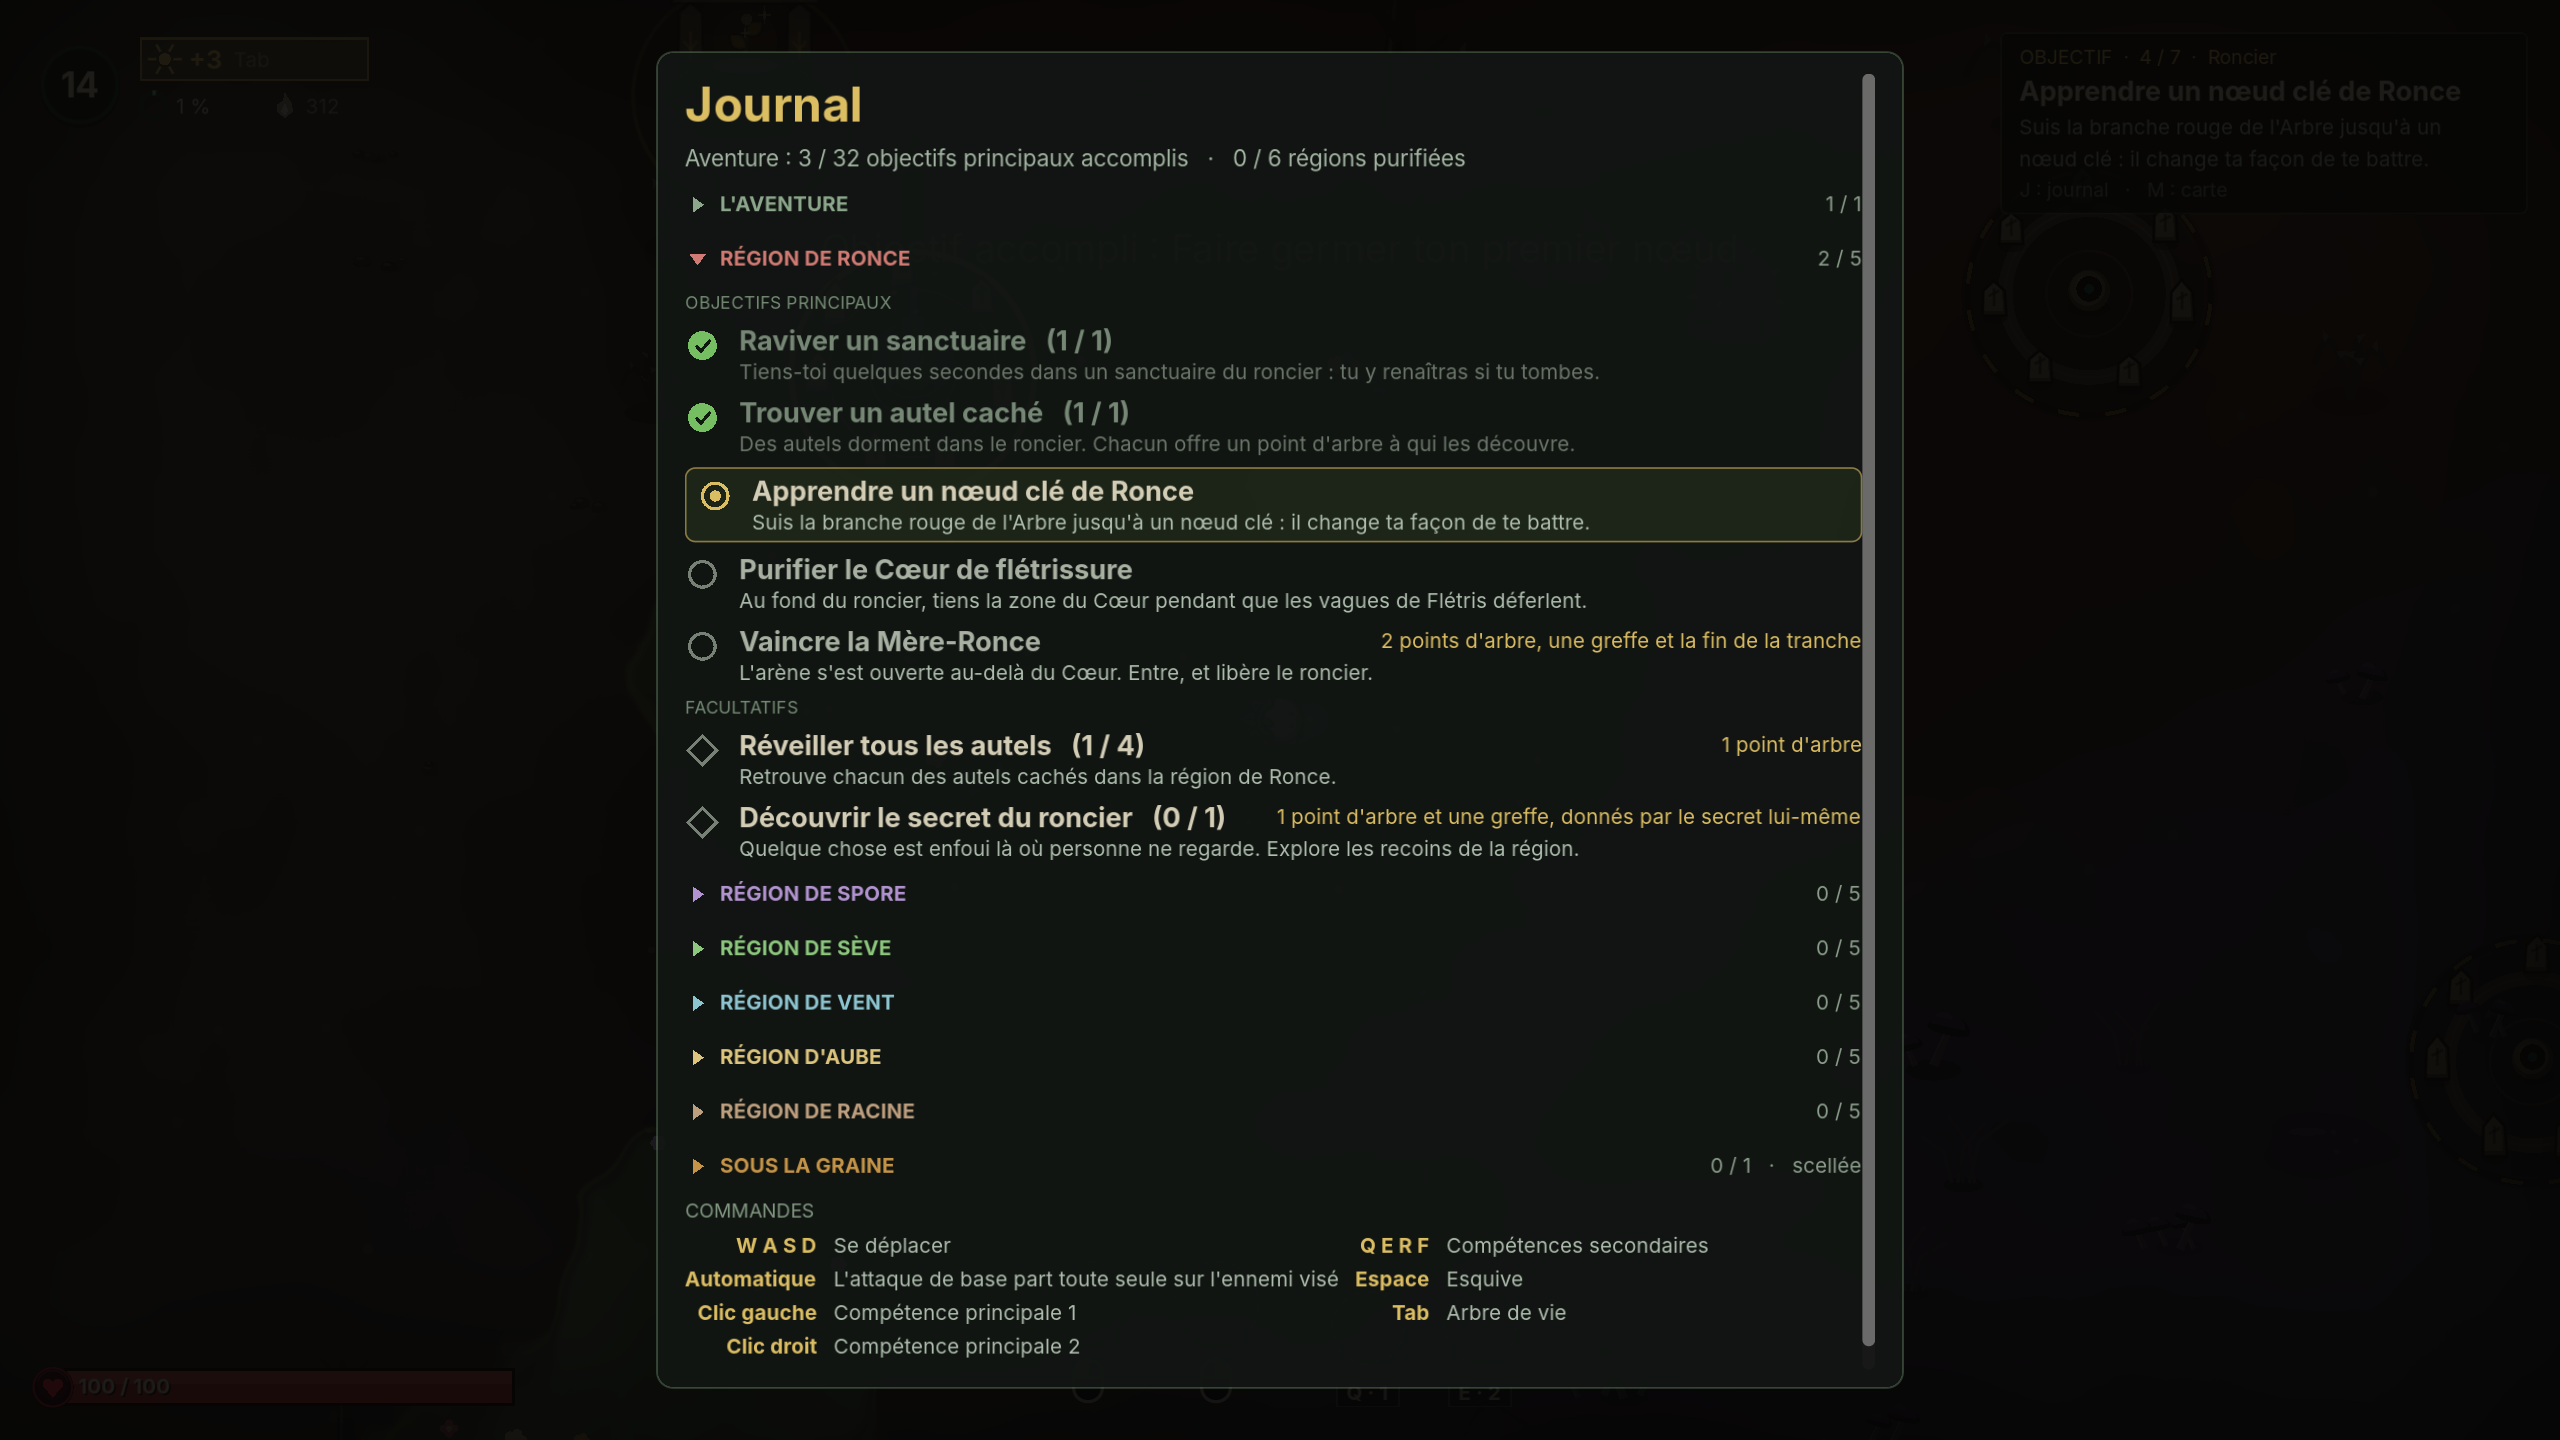 14
+3 Tab
1 % 312
OBJECTIF · 4 / 7 · Roncier
Apprendre un nœud clé de Ronce
Suis la branche rouge de l'Arbre jusqu'à un
nœud clé : il change ta façon de te battre.
J : journal · M : carte
Journal
Aventure : 3 / 32 objectifs principaux accomplis · 0 / 6 régions purifiées
L'AVENTURE 1 / 1
accompli : Faire germer un premier nœud
RÉGION DE RONCE 2 / 5
OBJECTIFS PRINCIPAUX
Raviver un sanctuaire (1 / 1)
Tiens-toi quelques secondes dans un sanctuaire du roncier : tu y renaîtras si tu tombes.
Trouver un autel caché (1 / 1)
Des autels dorment dans le roncier. Chacun offre un point d'arbre à qui les découvre.
Apprendre un nœud clé de Ronce
Suis la branche rouge de l'Arbre jusqu'à un nœud clé : il change ta façon de te battre.
Purifier le Cœur de flétrissure
Au fond du roncier, tiens la zone du Cœur pendant que les vagues de Flétris déferlent.
Vaincre la Mère-Ronce 2 points d'arbre, une greffe et la fin de la tranche
L'arène s'est ouverte au-delà du Cœur. Entre, et libère le roncier.
FACULTATIFS
Réveiller tous les autels (1 / 4) 1 point d'arbre
Retrouve chacun des autels cachés dans la région de Ronce.
Découvrir le secret du roncier (0 / 1) 1 point d'arbre et une greffe, donnés par le secret lui-même
Quelque chose est enfoui là où personne ne regarde. Explore les recoins de la région.
RÉGION DE SPORE 0 / 5
RÉGION DE SÈVE 0 / 5
RÉGION DE VENT 0 / 5
RÉGION D'AUBE 0 / 5
RÉGION DE RACINE 0 / 5
SOUS LA GRAINE 0 / 1 · scellée
COMMANDES
W A S D Se déplacer Q E R F Compétences secondaires
Automatique L'attaque de base part toute seule sur l'ennemi visé Espace Esquive
Clic gauche Compétence principale 1 Tab Arbre de vie
Clic droit Compétence principale 2
100 / 100
Q · 1 E · 2